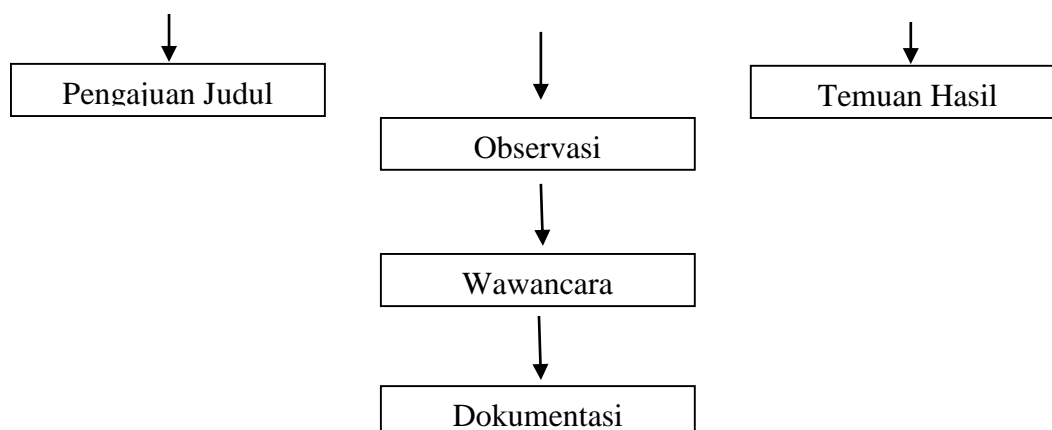 Pengajuan Judul
Temuan Hasil
Observasi
Wawancara
Dokumentasi